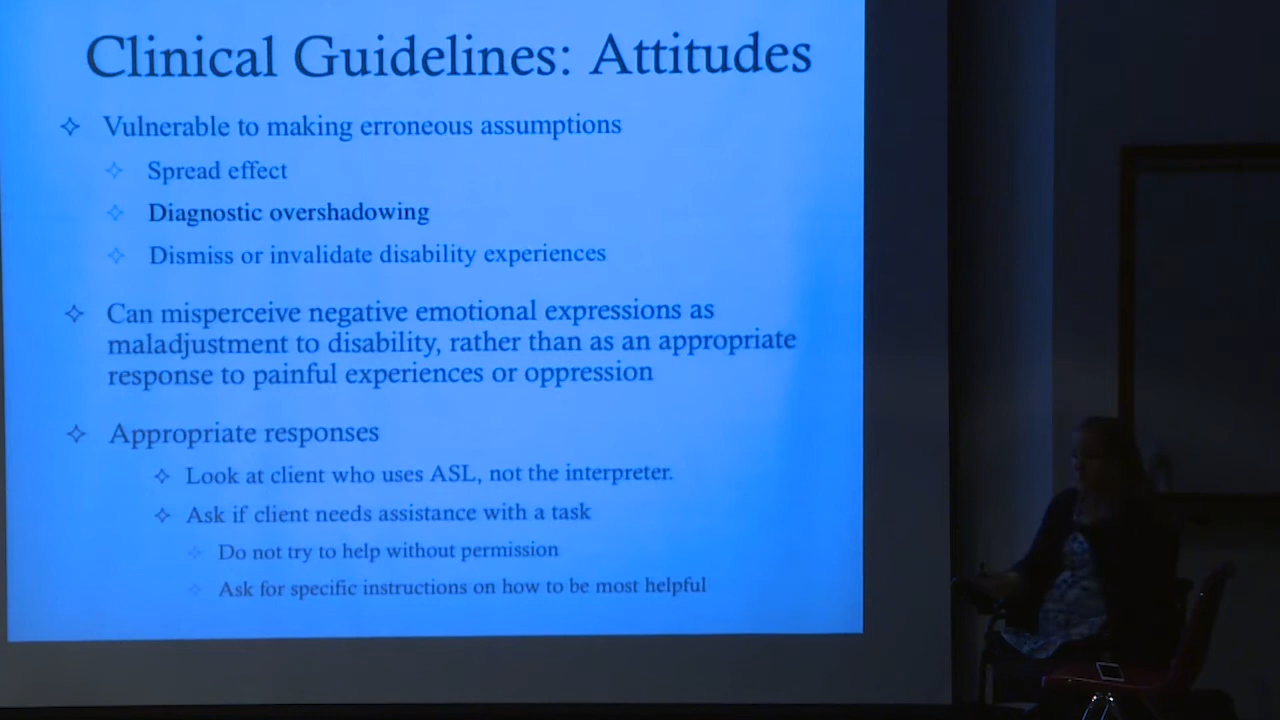 Clinical Guidelines: Attitudes
Vulnerable to making erroneous assumptions
Spread effect
Diagnostic overshadowing
Dismiss or invalidate disability experiences
Can misperceive negative emotional expressions as
maladjustment to disability, rather than as an appropriate
response to painful experiences or oppression
Appropriate responses
Look at client who uses ASL, not the interpreter.
Ask if client needs assistance with a task
Do not try to help without permission
Ask for specific instructions on how to be most helpful